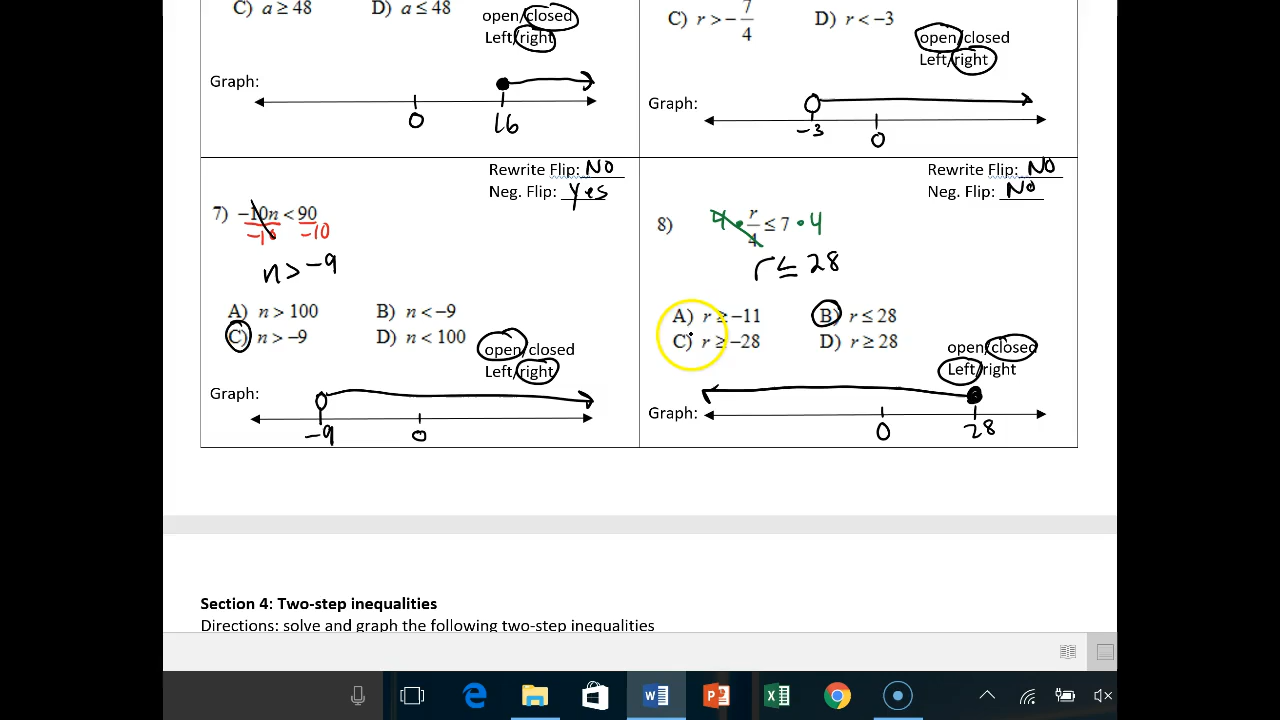 C) a ≥ 48 D) a ≤ 48
open/closed
Left/right
Graph:
0 16
C) r > -7/4 D) r < -3
open/closed
Left/right
Graph:
-3 0
Rewrite Flip: No
Neg. Flip: Yes
7) -10n < 90
-10 -10
n > -9
A) n > 100 B) n < -9
C) n > -9 D) n < 100
open/closed
Left/right
Graph:
-9 0
Rewrite Flip: No
Neg. Flip: No
8) 4 • r/4 ≤ 7 • 4
r ≤ 28
A) r ≥ -11 B) r ≤ 28
C) r ≥ -28 D) r ≥ 28
open/closed
Left/right
Graph:
0 28
Section 4: Two-step inequalities
Directions: solve and graph the following two-step inequalities